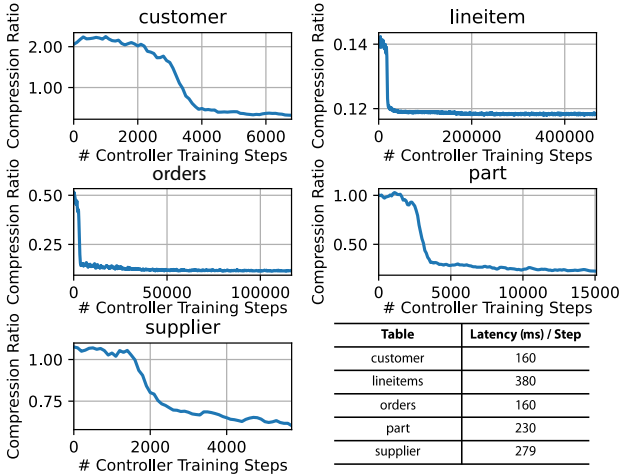 customer
Compression Ratio
2.00
1.00
0
2000
4000
6000
# Controller Training Steps
lineitem
Compression Ratio
0.14
0.12
0
200000
400000
# Controller Training Steps
orders
Compression Ratio
0.50
0.25
0
50000
100000
# Controller Training Steps
part
Compression Ratio
1.00
0.50
0
5000
10000
15000
# Controller Training Steps
supplier
Compression Ratio
1.00
0.75
0
2000
4000
# Controller Training Steps
Table Latency (ms) / Step
customer 160
lineitems 380
orders 160
part 230
supplier 279